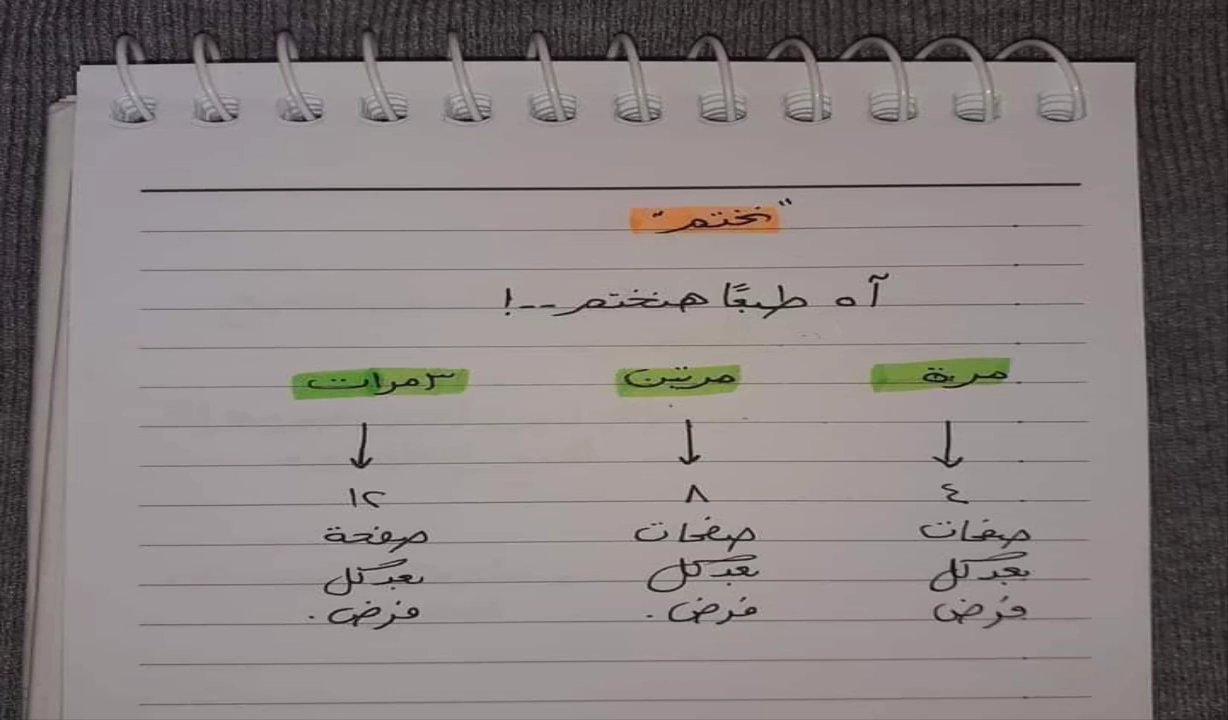 "نختم"
آه طبعًا هنختم --!
مرة مرتين ٣ مرات
↓ ↓ ↓
٤ ٨ ١٢
صفحات صفحات صفحة
بعد كل بعد كل بعد كل
فرض فرض. فرض.